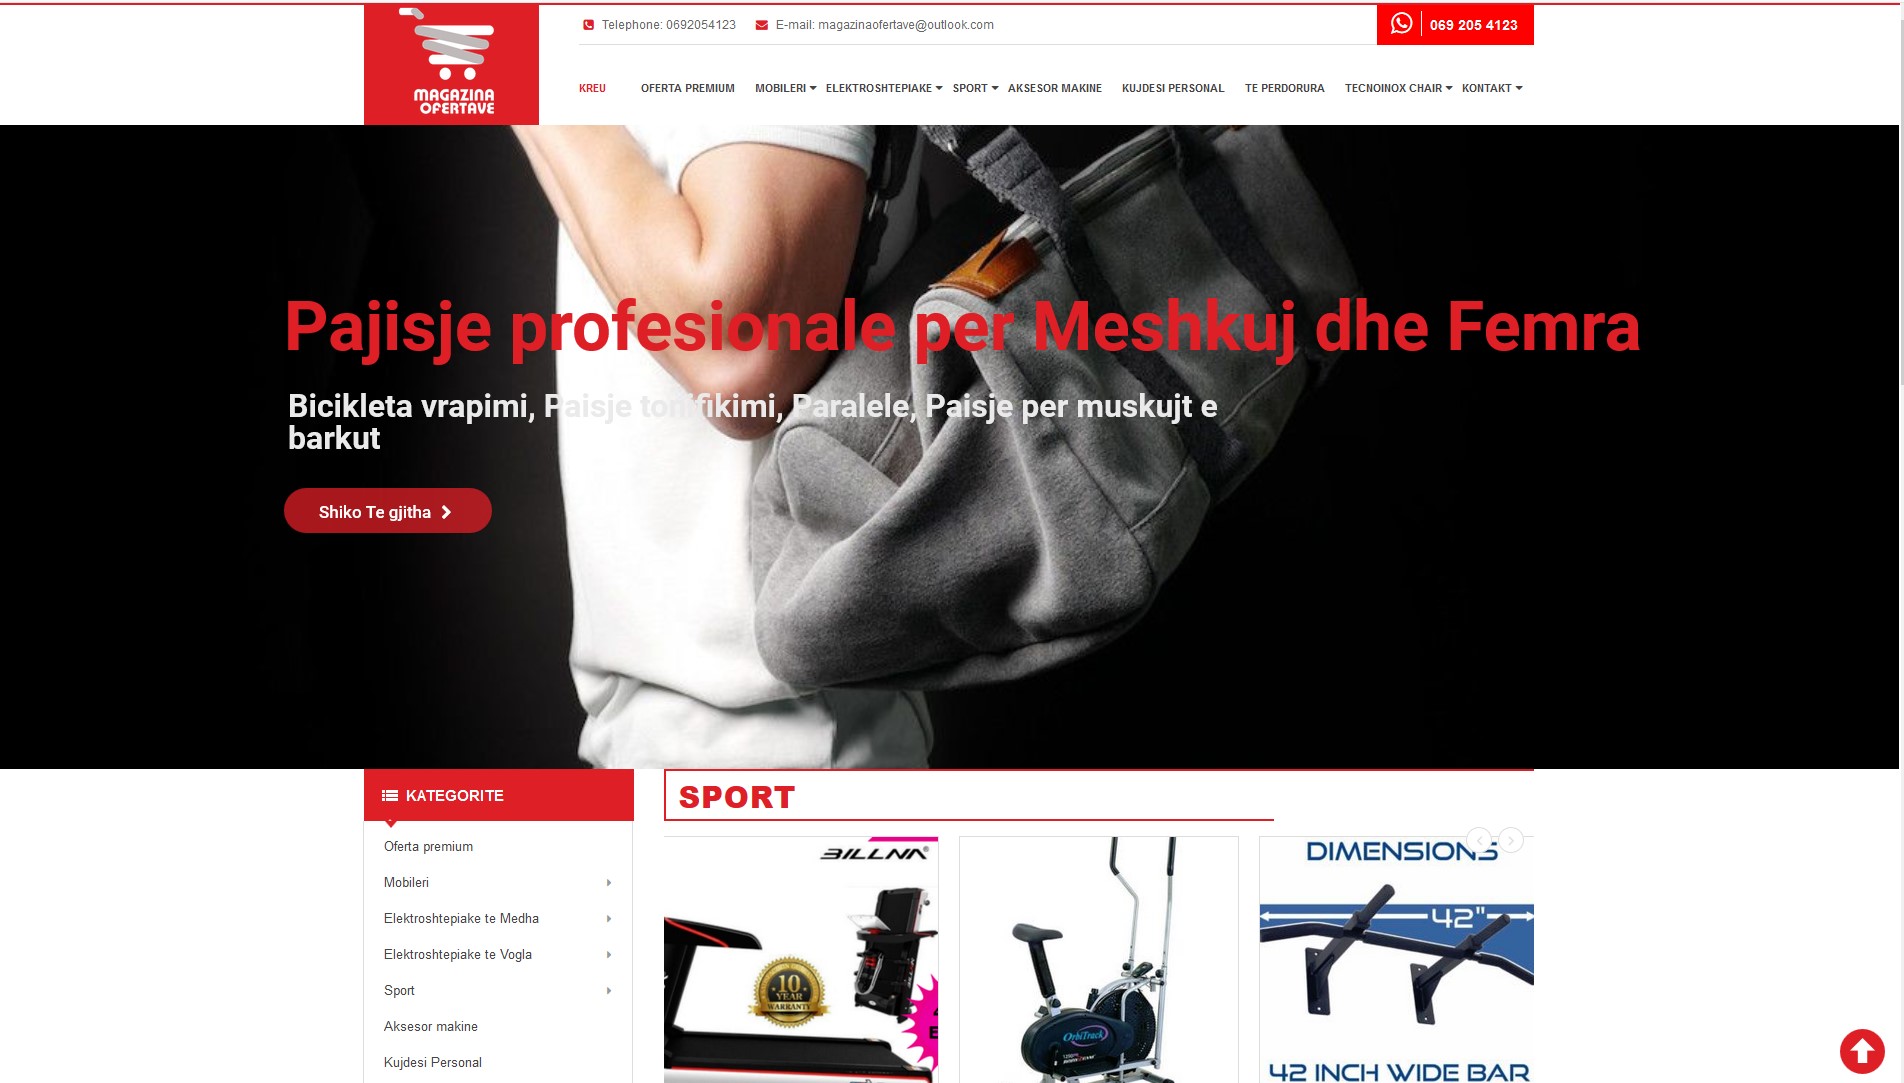 MAGAZINA
OFERTAVE
Telephone: 0692054123
E-mail: magazinaofertave@outlook.com
069 205 4123
KREU
OFERTA PREMIUM
MOBILERI
ELEKTROSHTEPIAKE
SPORT
AKSESOR MAKINE
KUJDESI PERSONAL
TE PERDORURA
TECNOINOX CHAIR
KONTAKT
Pajisje profesionale per Meshkuj dhe Femra
Bicikleta vrapimi, Paisje tonifikimi, Paralele, Paisje per muskujt e
barkut
Shiko Te gjitha
KATEGORITE
Oferta premium
Mobileri
Elektroshtepiake te Medha
Elektroshtepiake te Vogla
Sport
Aksesor makine
Kujdesi Personal
SPORT
BILLNA®
10
YEAR
WARRANTY
OrbiTrack
DIMENSIONS
42"
42 INCH WIDE BAR